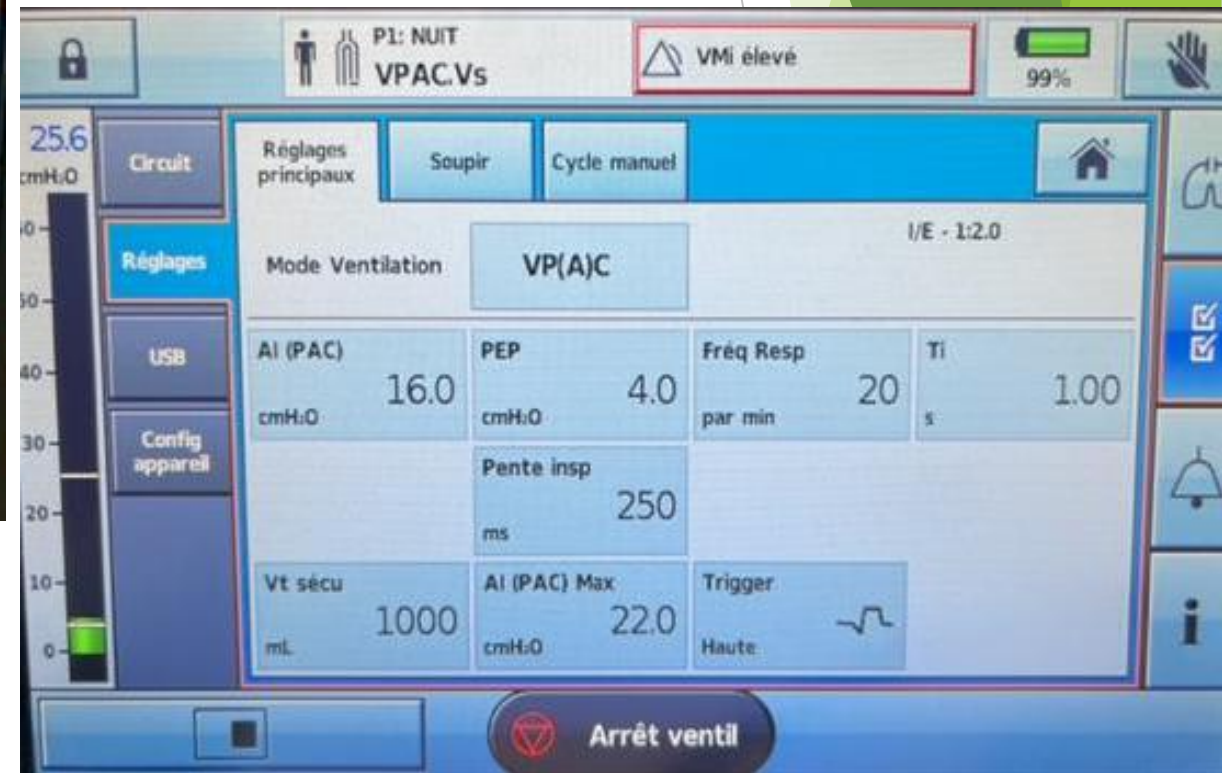 P1: NUIT
VPAC.Vs
VMi élevé
99%
25.6
cmH₂O
Circuit
Réglages principaux
Soupir
Cycle manuel
Réglages
Mode Ventilation
VP(A)C
I/E - 1:2.0
USB
AI (PAC)
16.0
cmH₂O
PEP
4.0
cmH₂O
Fréq Resp
20
par min
Ti
1.00
s
Config appareil
Pente insp
250
ms
Vt sécu
1000
mL
AI (PAC) Max
22.0
cmH₂O
Trigger
Haute
40
30
20
10
0
Arrêt ventil